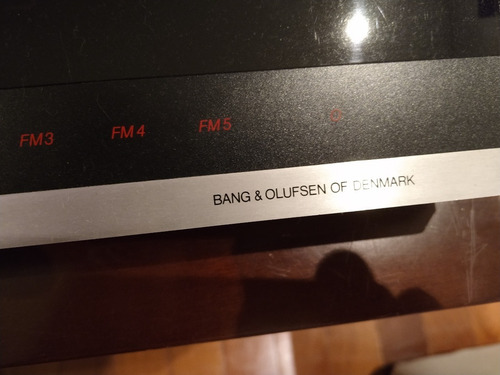 FM3 FM4 FM5
BANG & OLUFSEN OF DENMARK